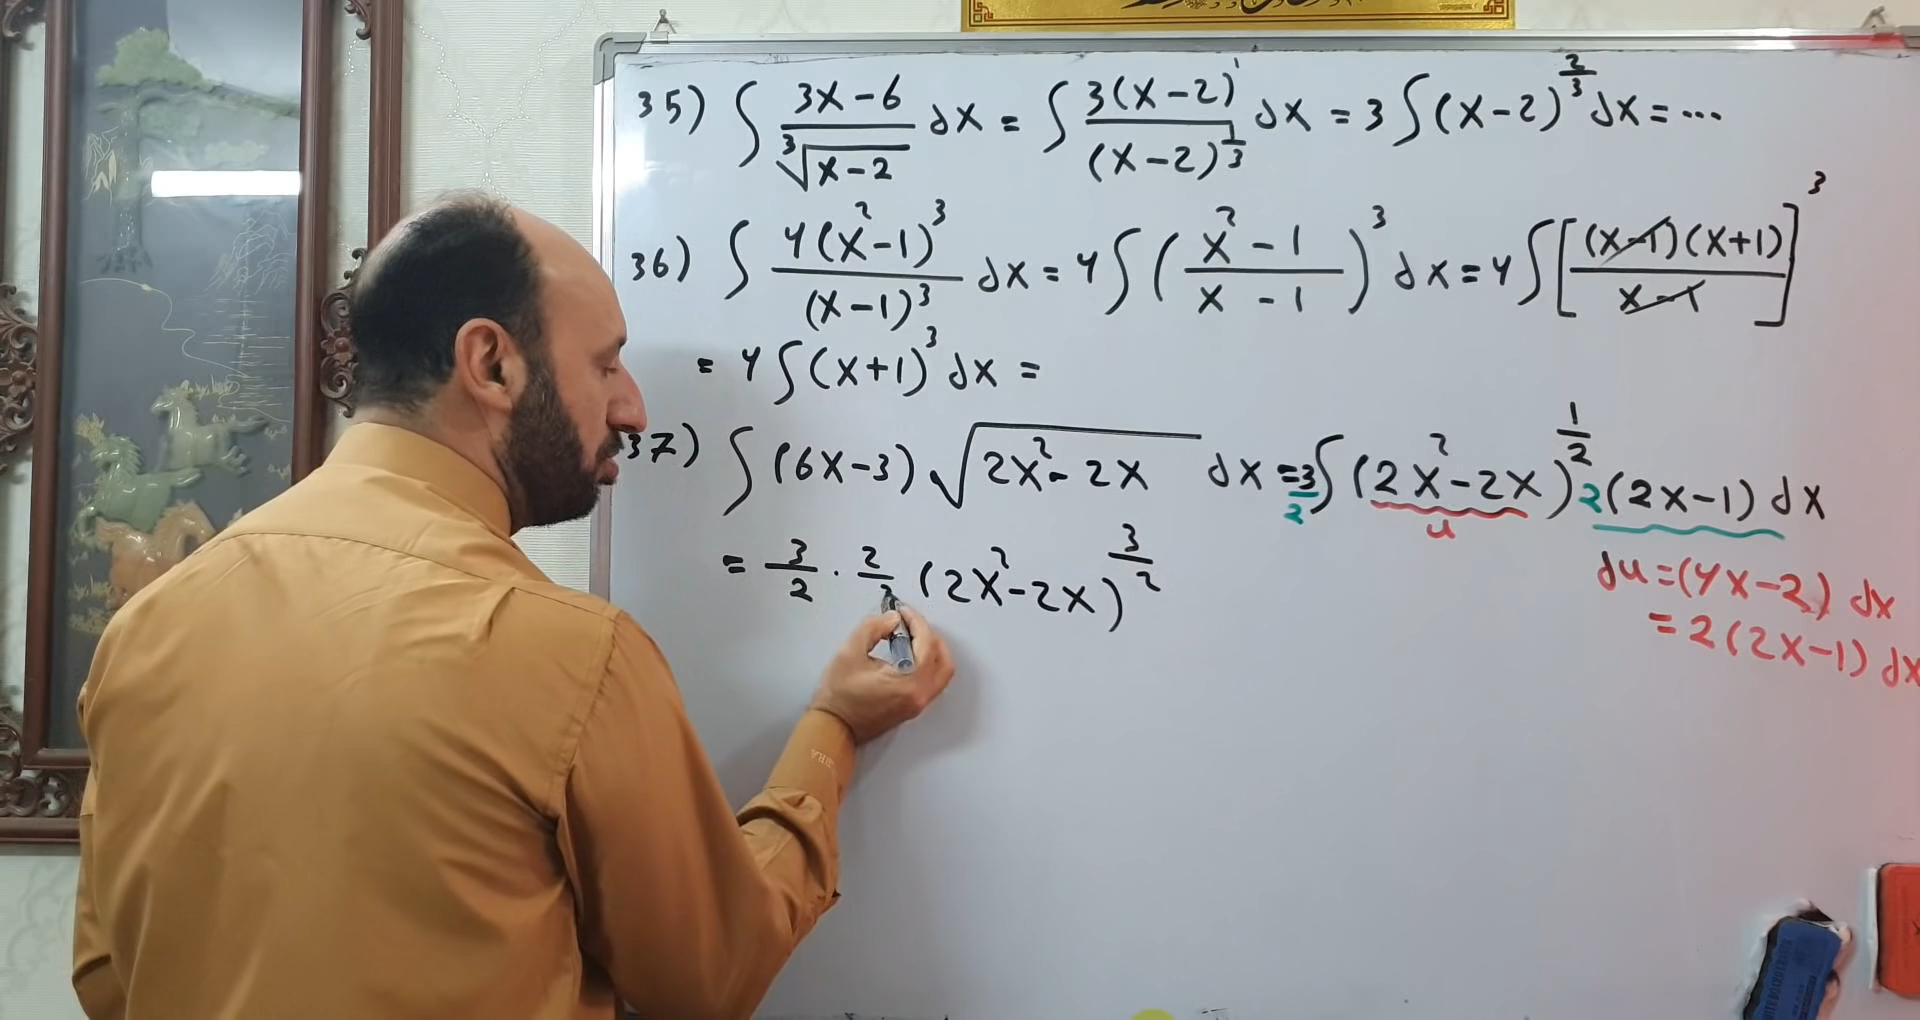 35) ∫ (3x-6)/∛(x-2) dx = ∫ 3(x-2)¹/(x-2)^(1/3) dx = 3∫(x-2)^(2/3) dx = ...
36) ∫ 4(x²-1)³/(x-1)³ dx = 4∫((x²-1)/(x-1))³ dx = 4∫[(x-1)(x+1)/(x-1)]³
= 4∫(x+1)³ dx =
37) ∫(6x-3)√(2x²-2x) dx = 3/2 ∫(2x²-2x)^(1/2) 2(2x-1) dx
u
= 3/2 · 2/3 (2x²-2x)^(3/2)
du = (4x-2) dx
= 2(2x-1) dx